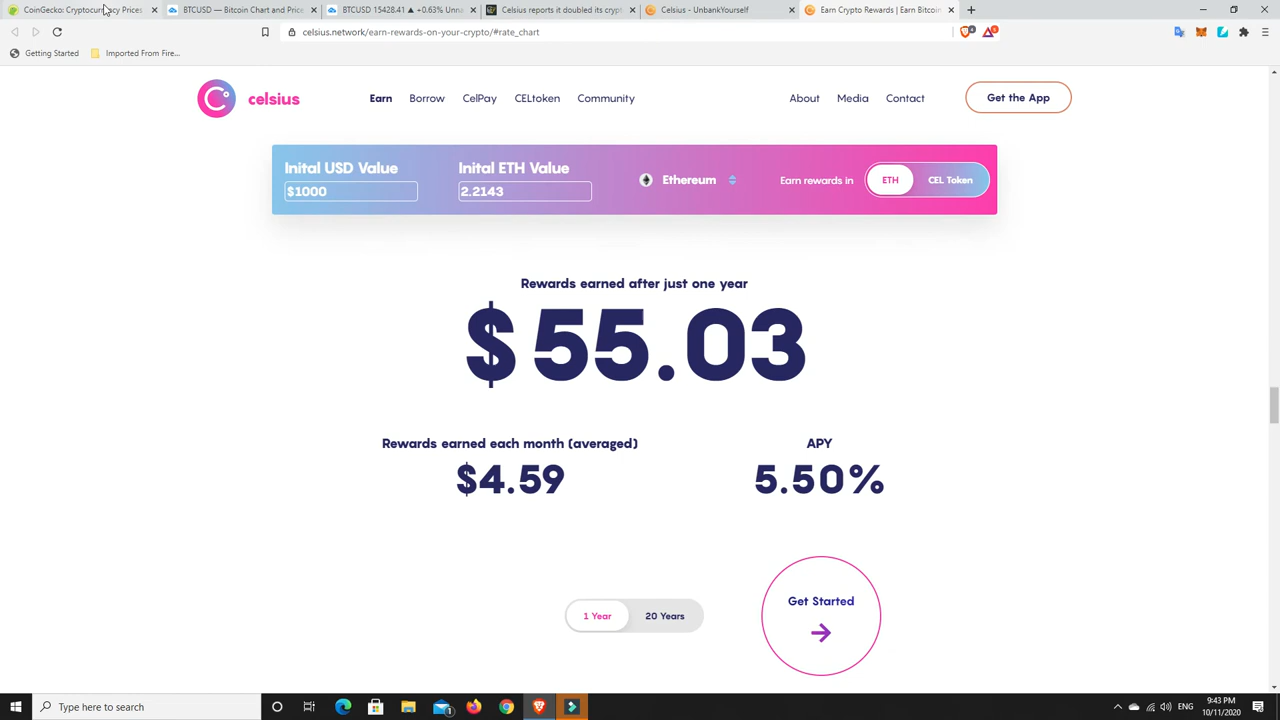 CoinGecko: Cryptocurrency Prices
BTCUSD — Bitcoin Chart and Price
BTCUSD 15428.41 ▲ +0.63% Unna
Celsius reports it doubled its crypt
Celsius - UnbankYourself
Earn Crypto Rewards | Earn Bitcoin
celsius.network/earn-rewards-on-your-crypto/#rate_chart
Getting Started
Imported From Fire...
celsius
Earn
Borrow
CelPay
CELtoken
Community
About
Media
Contact
Get the App
Inital USD Value
$1000
Inital ETH Value
2.2143
Ethereum
Earn rewards in
ETH
CEL Token
Rewards earned after just one year
$55.03
Rewards earned each month (averaged)
$4.59
APY
5.50%
1 Year
20 Years
Get Started
Type here to search
ENG
9:43 PM
10/11/2020